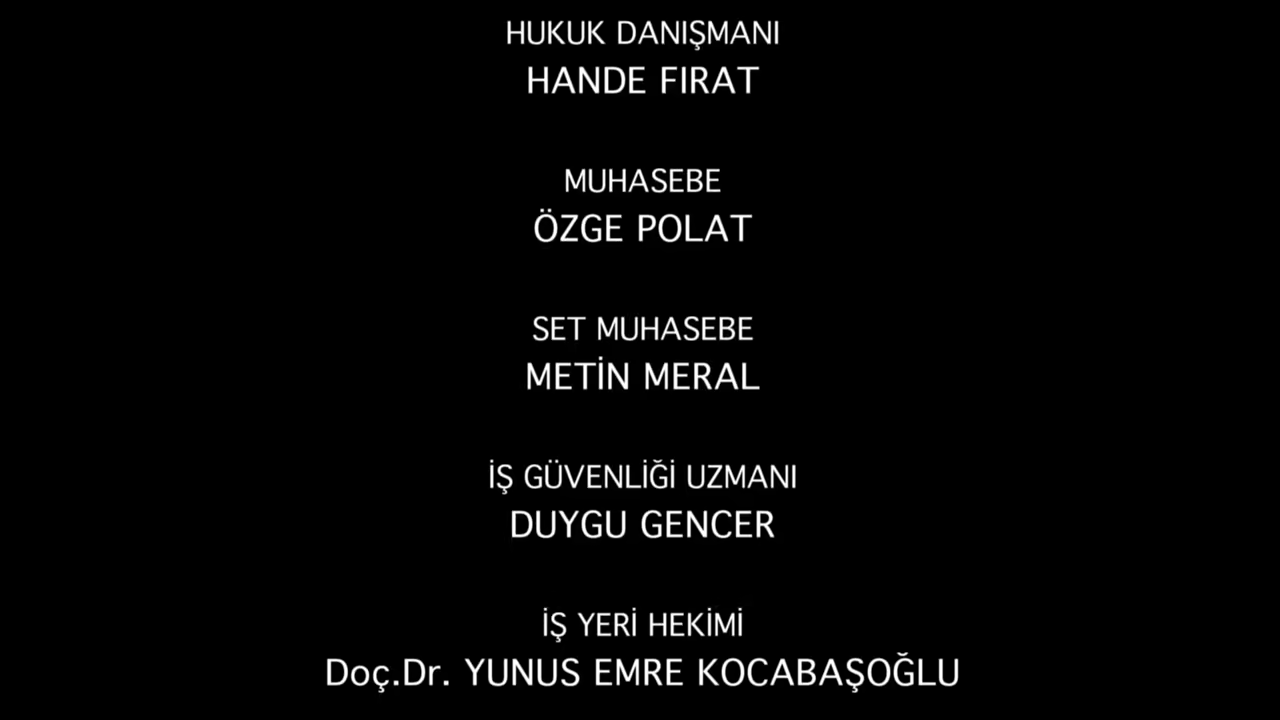 HUKUK DANIŞMANI
HANDE FIRAT
MUHASEBE
ÖZGE POLAT
SET MUHASEBE
METİN MERAL
İŞ GÜVENLİĞİ UZMANI
DUYGU GENCER
İŞ YERİ HEKİMİ
Doç.Dr. YUNUS EMRE KOCABAŞOĞLU